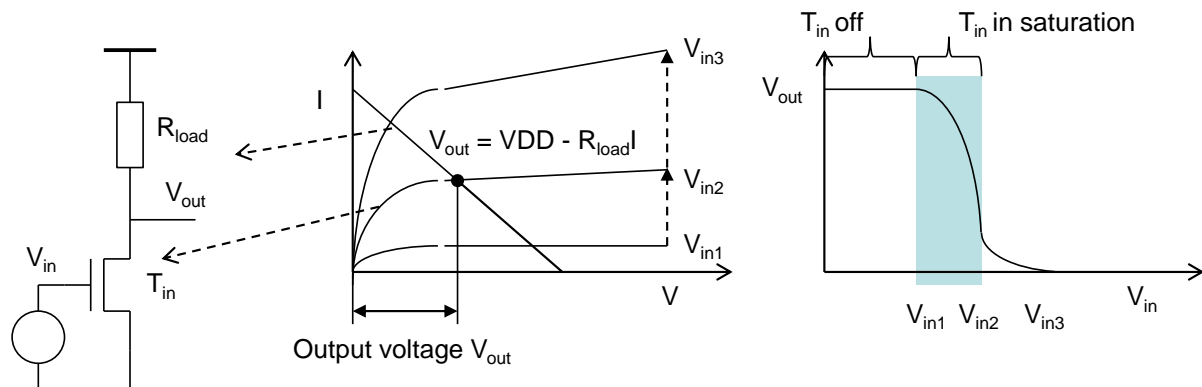 R_load
V_out
V_in
T_in
I
V_out = VDD - R_load I
V_in3
V_in2
V_in1
V
Output voltage V_out
T_in off
T_in in saturation
V_out
V_in1
V_in2
V_in3
V_in